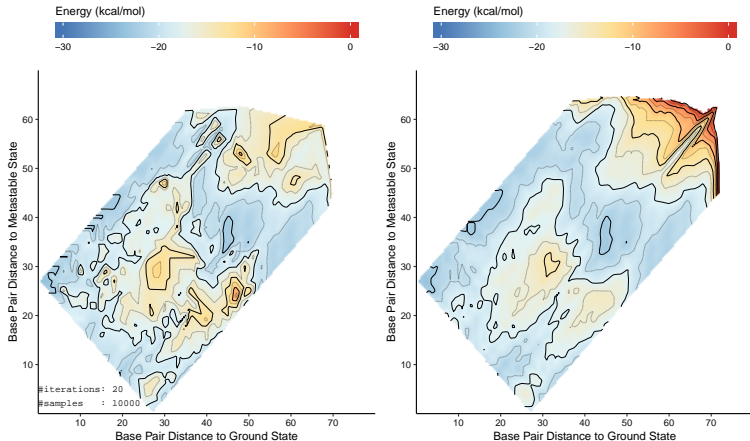 Energy (kcal/mol)
−30 −20 −10 0
Base Pair Distance to Metastable State
60
50
40
30
20
10
#iterations: 20
#samples : 10000
10 20 30 40 50 60 70
Base Pair Distance to Ground State
Energy (kcal/mol)
−30 −20 −10 0
Base Pair Distance to Metastable State
60
50
40
30
20
10
10 20 30 40 50 60 70
Base Pair Distance to Ground State